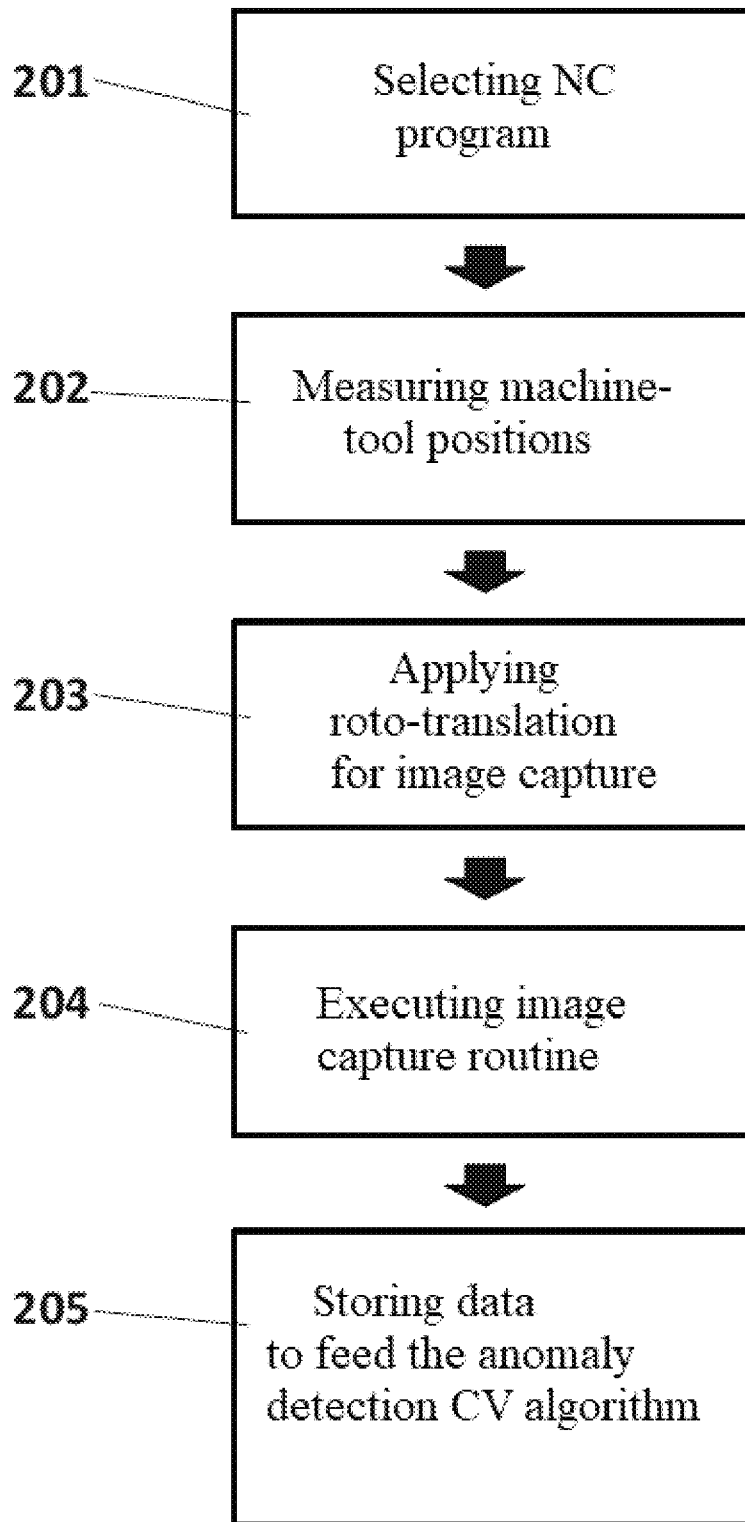 201
Selecting NC
program
202
Measuring machine-
tool positions
203
Applying
roto-translation
for image capture
204
Executing image
capture routine
205
Storing data
to feed the anomaly
detection CV algorithm